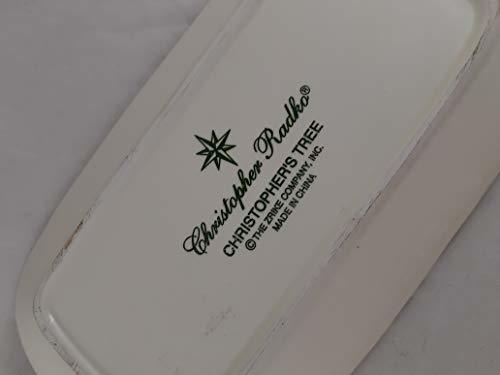 Christopher Radko®
CHRISTOPHER'S TREE
© THE ZRIKE COMPANY, INC.
MADE IN CHINA